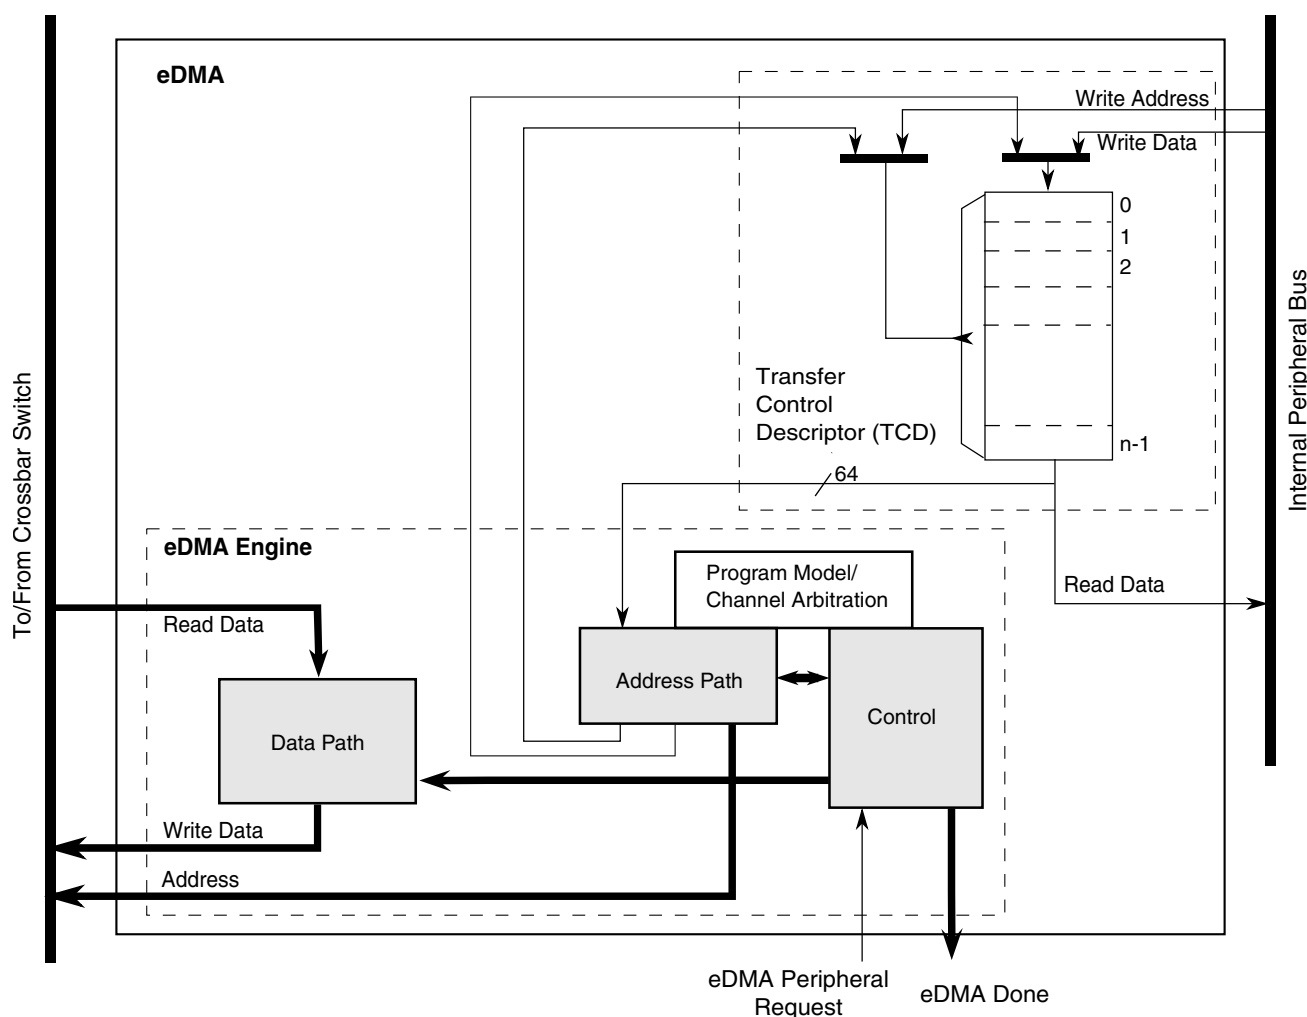 eDMA
Write Address
Write Data
0
1
2
n-1
Transfer
Control
Descriptor (TCD)
64
To/From Crossbar Switch
Internal Peripheral Bus
eDMA Engine
Program Model/
Channel Arbitration
Read Data
Read Data
Address Path
Control
Data Path
Write Data
Address
eDMA Peripheral
Request
eDMA Done